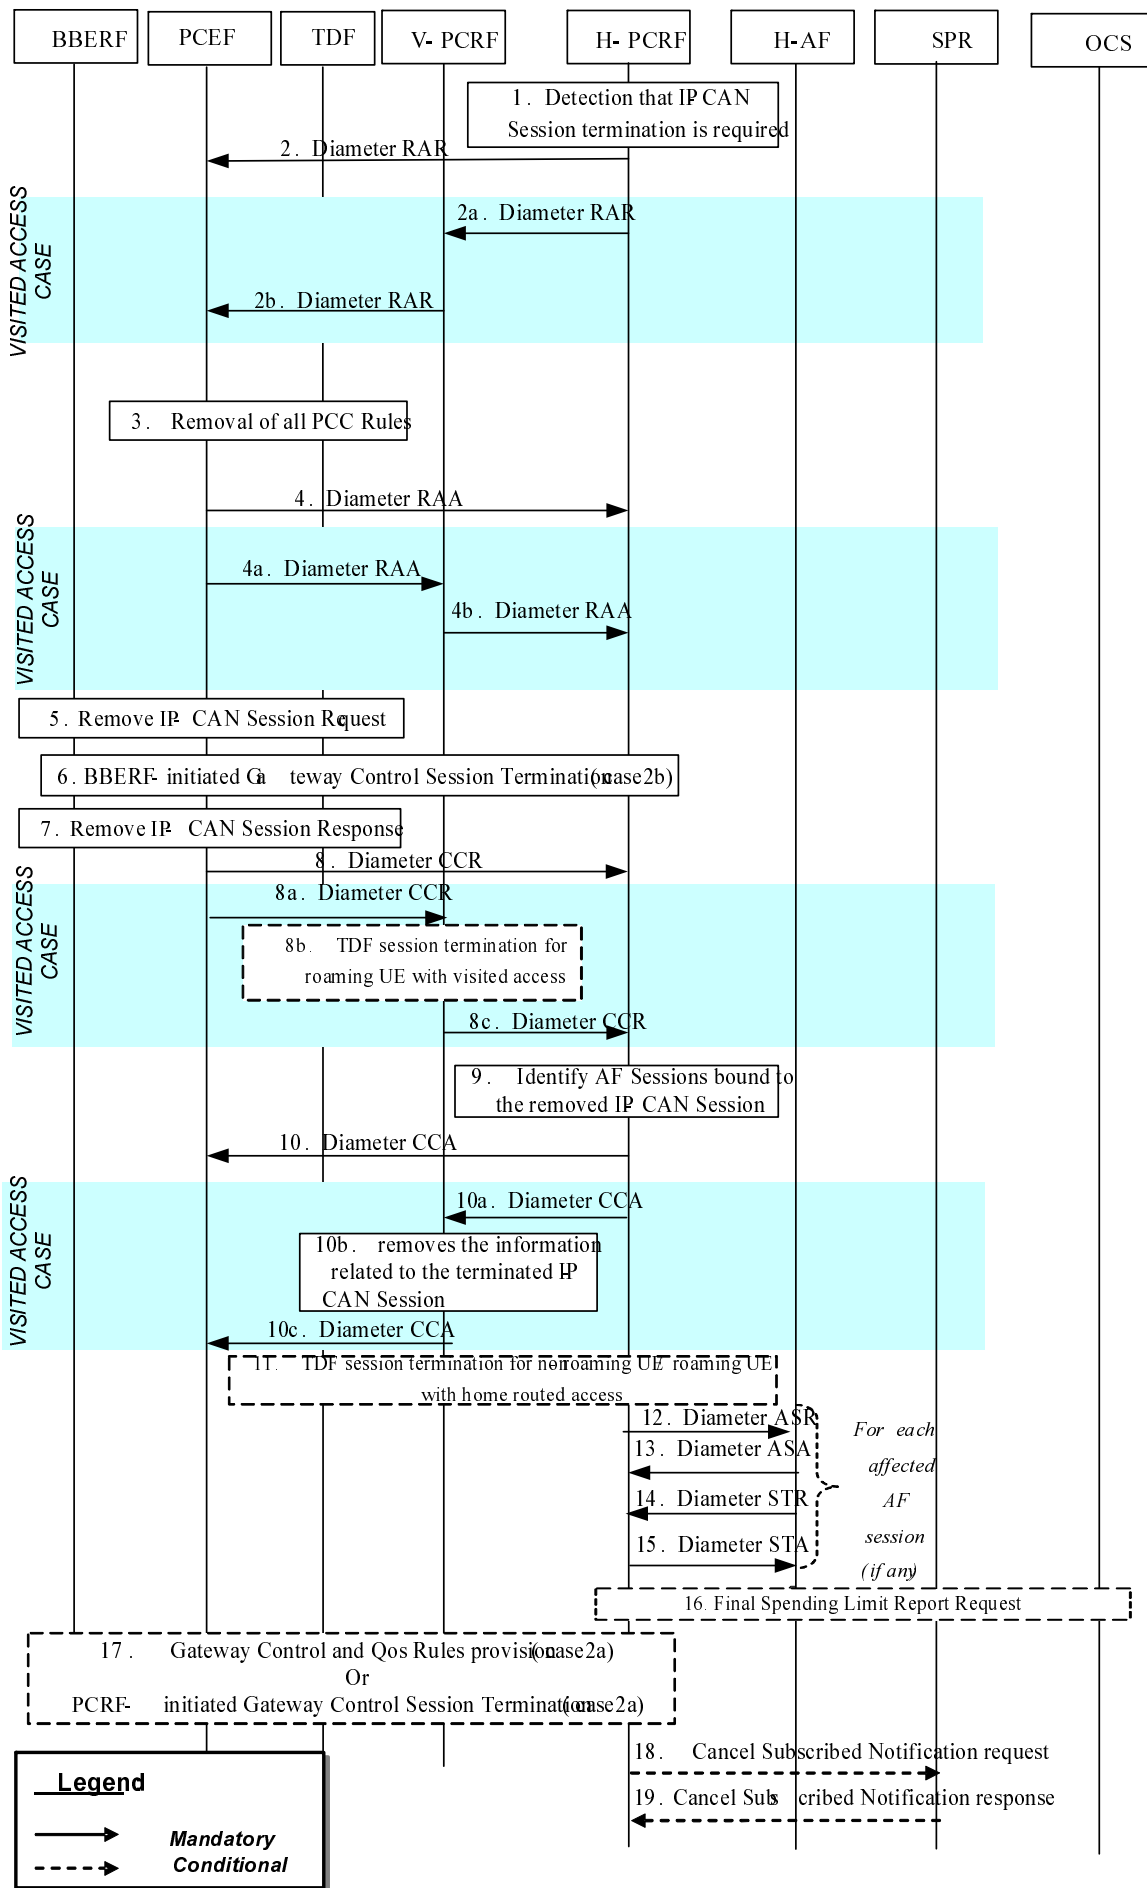 BBERF
PCEF
TDF
V- PCRF
H- PCRF
H-AF
SPR
OCS
1. Detection that IP-CAN
Session termination is required
2. Diameter RAR
VISITED ACCESS
CASE
2a. Diameter RAR
2b. Diameter RAR
3. Removal of all PCC Rules
4. Diameter RAA
VISITED ACCESS
CASE
4a. Diameter RAA
4b. Diameter RAA
5. Remove IP- CAN Session Request
6. BBERF- initiated Gateway Control Session Termination (case 2b)
7. Remove IP- CAN Session Response
8. Diameter CCR
VISITED ACCESS
CASE
8a. Diameter CCR
8b. TDF session termination for
roaming UE with visited access
8c. Diameter CCR
9. Identify AF Sessions bound to
the removed IP- CAN Session
10. Diameter CCA
VISITED ACCESS
CASE
10a. Diameter CCA
10b. removes the information
related to the terminated IP-
CAN Session
10c. Diameter CCA
11. TDF session termination for non-roaming UE/ roaming UE
with home routed access
12. Diameter ASR
13. Diameter ASA
14. Diameter STR
15. Diameter STA
For each
affected
AF
session
(if any)
16. Final Spending Limit Report Request
17. Gateway Control and Qos Rules provision (case 2a)
Or
PCRF- initiated Gateway Control Session Termination (case 2a)
18. Cancel Subscribed Notification request
19. Cancel Subscribed Notification response
Legend
Mandatory
Conditional